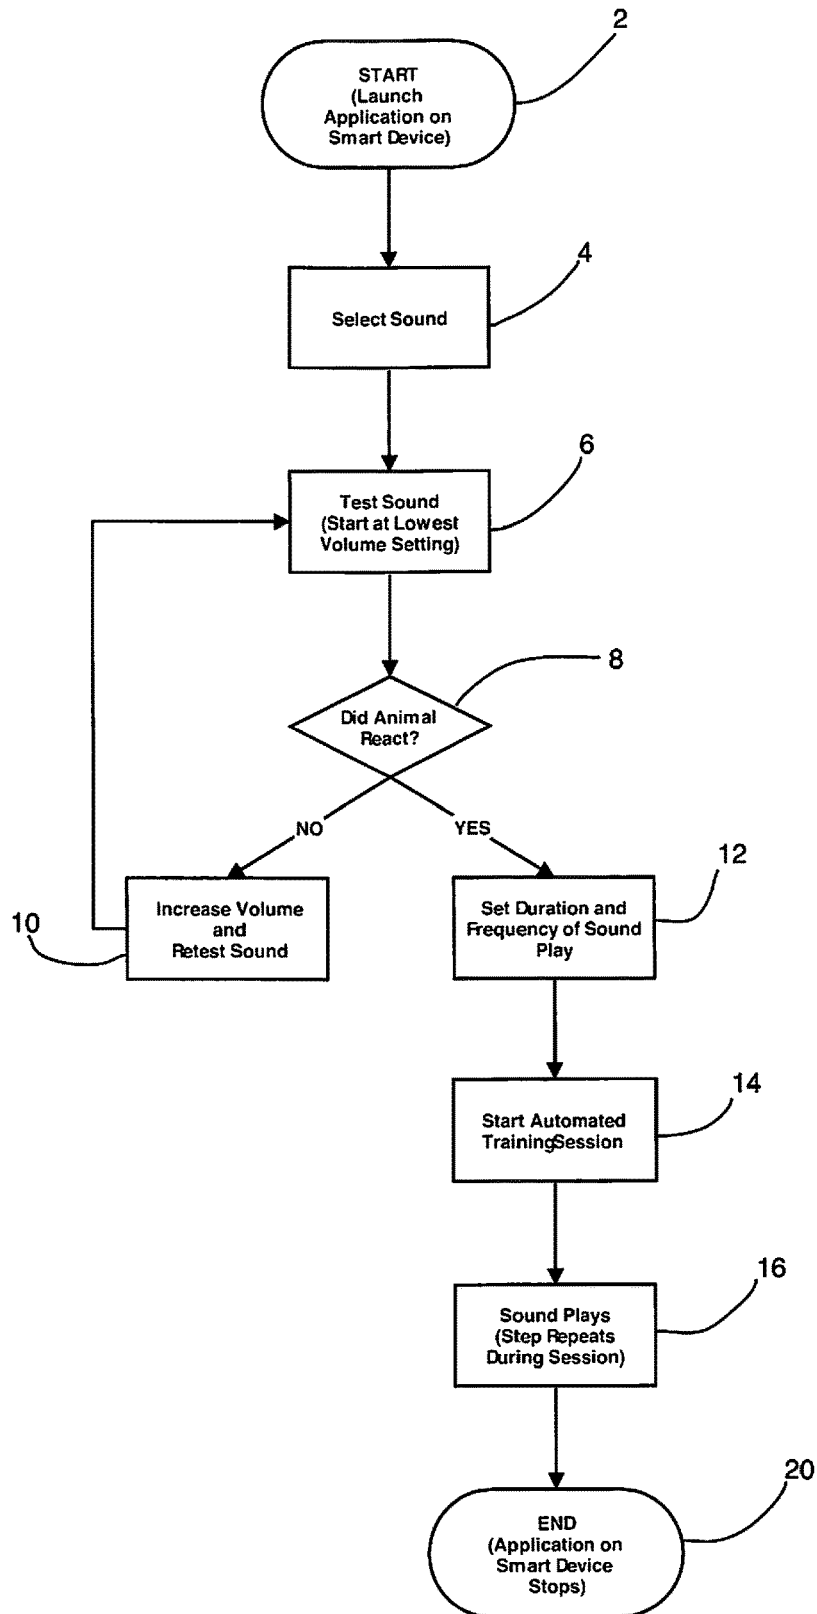 2
START
(Launch
Application on
Smart Device)
4
Select Sound
6
Test Sound
(Start at Lowest
Volume Setting)
8
Did Animal
React?
NO
YES
10
Increase Volume
and
Retest Sound
12
Set Duration and
Frequency of Sound
Play
14
Start Automated
TrainingSession
16
Sound Plays
(Step Repeats
During Session)
20
END
(Application on
Smart Device
Stops)